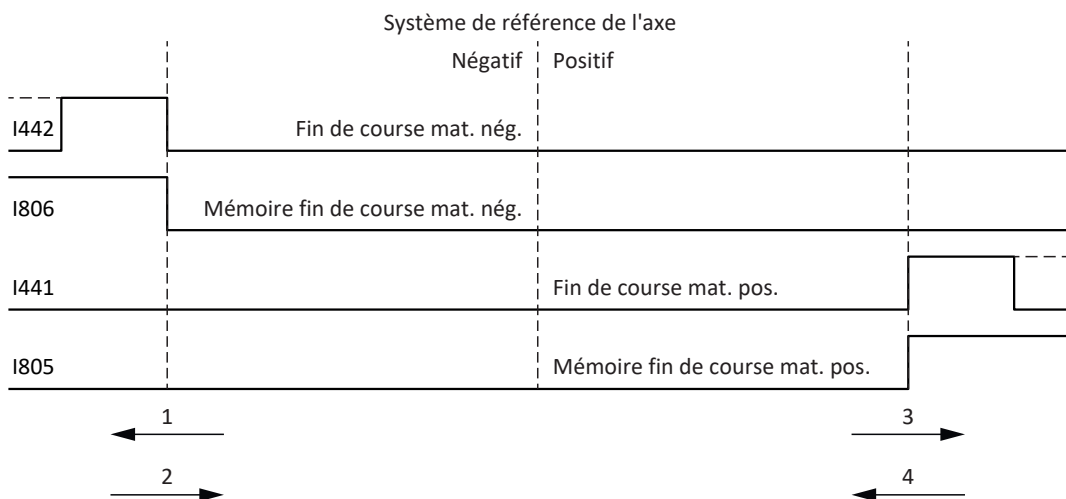 Système de référence de l'axe
Négatif Positif
I442 Fin de course mat. nég.
I806 Mémoire fin de course mat. nég.
I441 Fin de course mat. pos.
I805 Mémoire fin de course mat. pos.
1 3
2 4